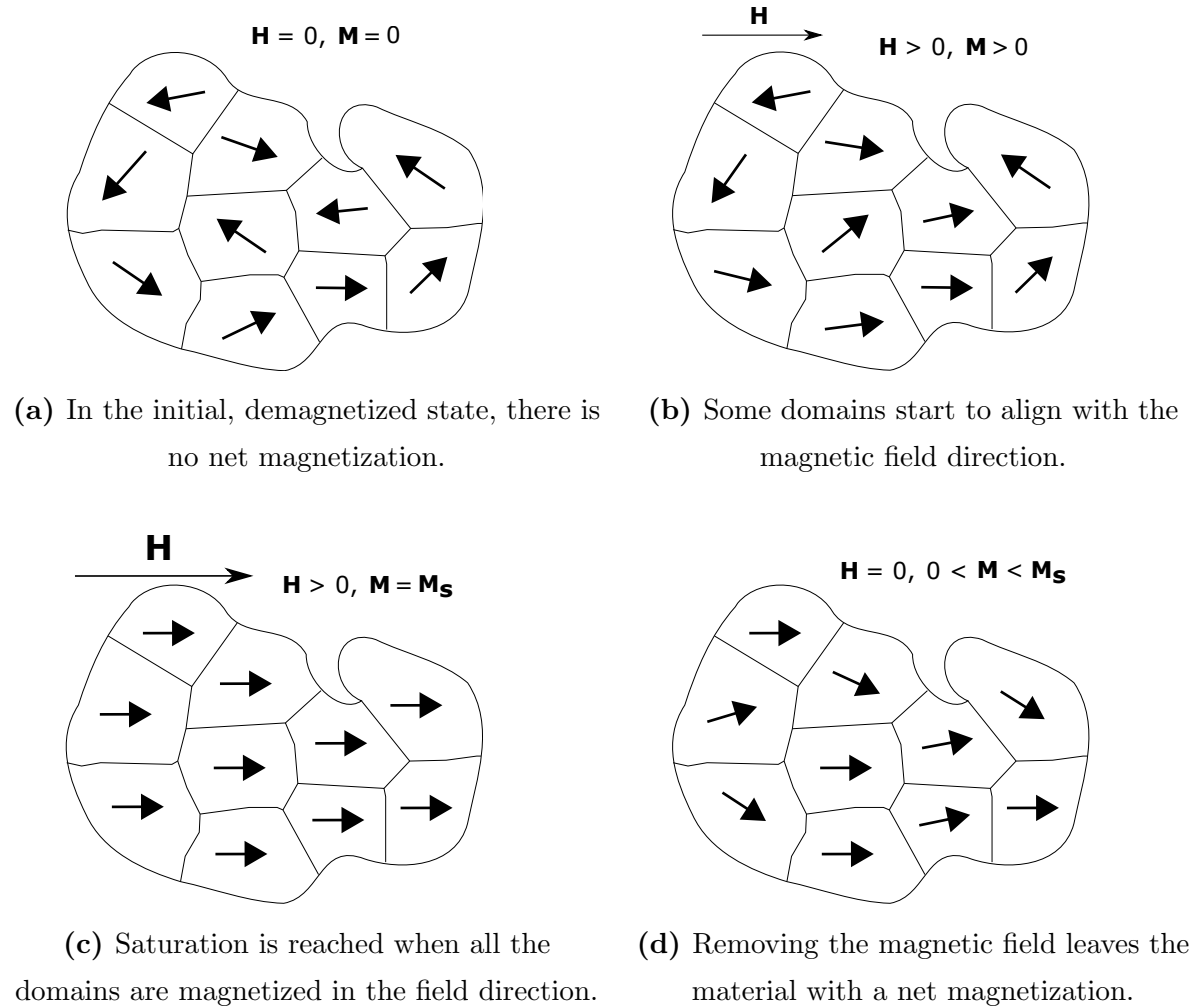 H = 0, M = 0
(a) In the initial, demagnetized state, there is
no net magnetization.
H
H > 0, M > 0
(b) Some domains start to align with the
magnetic field direction.
H
H > 0, M = Ms
(c) Saturation is reached when all the
domains are magnetized in the field direction.
H = 0, 0 < M < Ms
(d) Removing the magnetic field leaves the
material with a net magnetization.